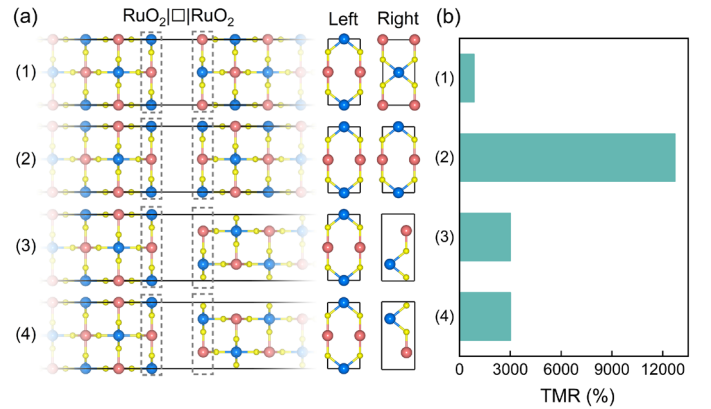 (a) RuO₂|□|RuO₂ Left Right (b)
(1)
(2)
(3)
(4)
(1)
(2)
(3)
(4)
0 3000 6000 9000 12000
TMR (%)